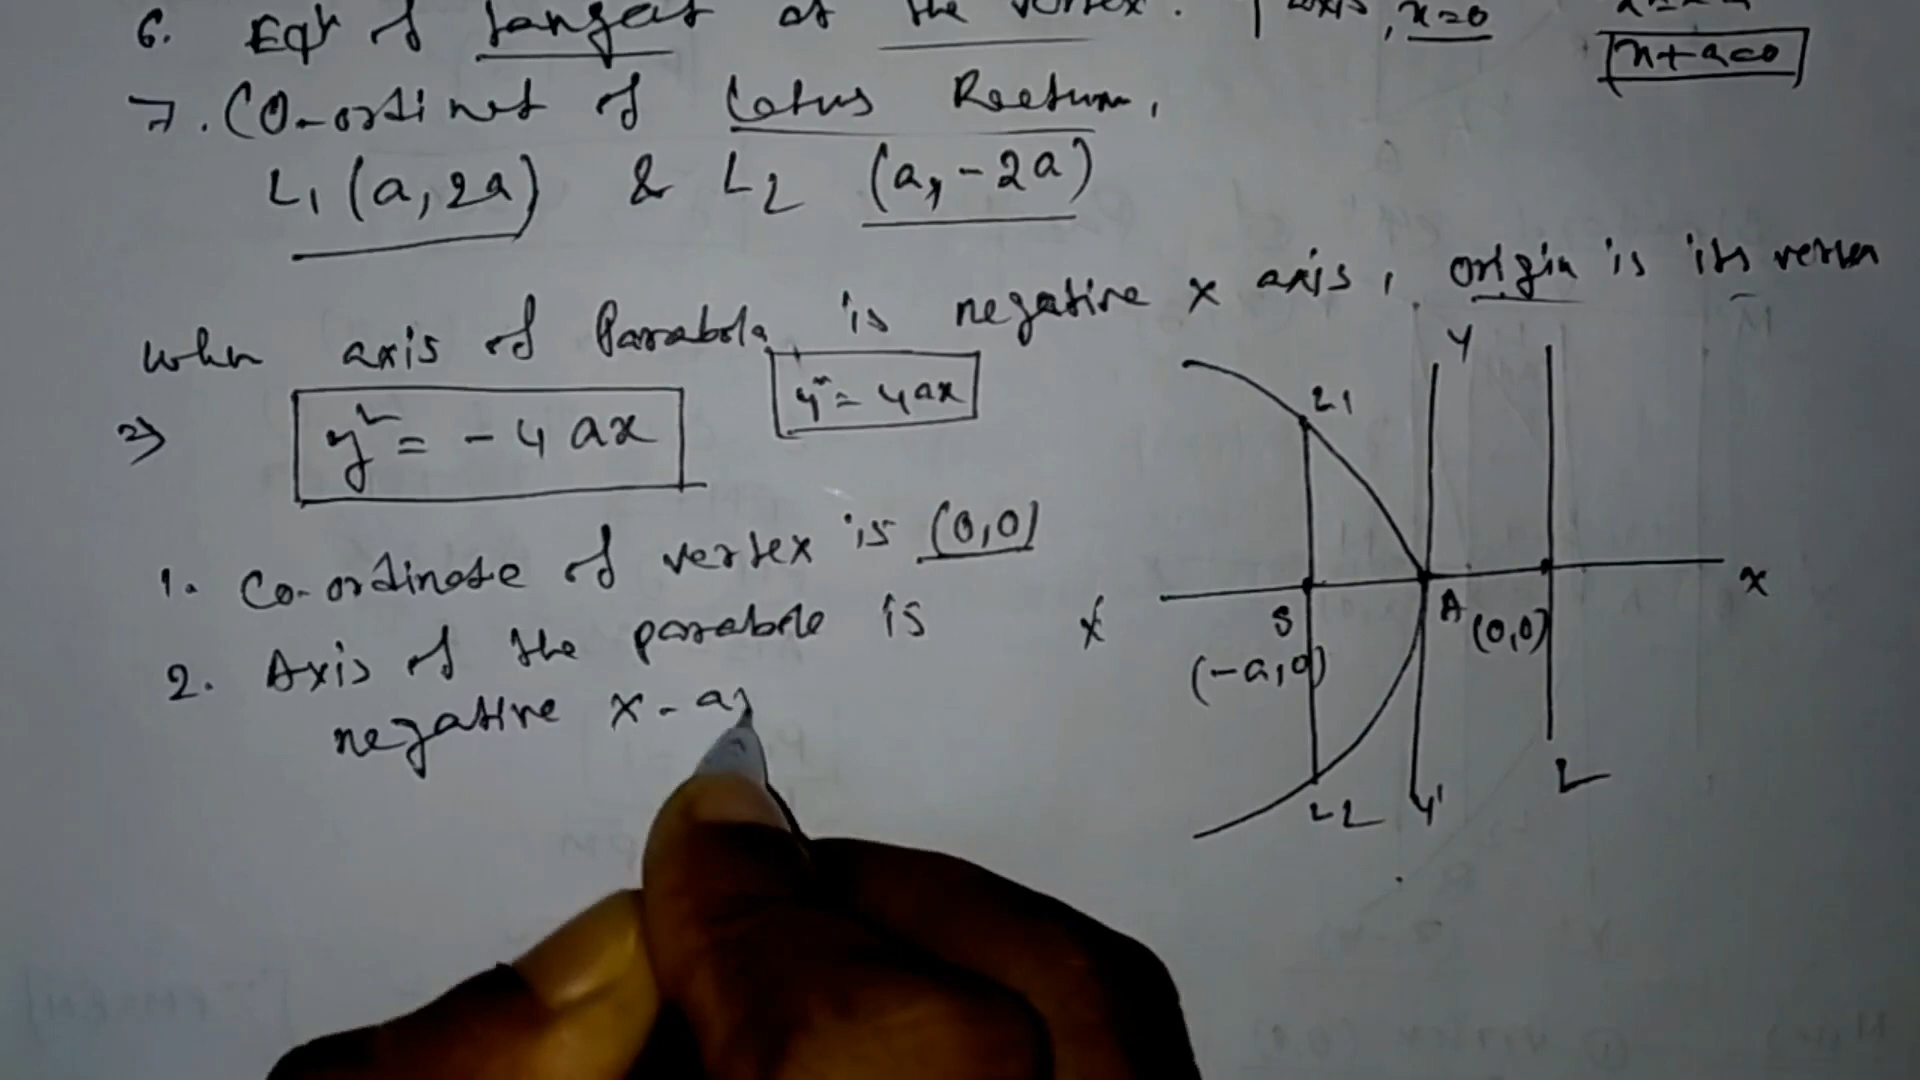 6. Eqn of tangent at the vertex. Y axis, x=0
x+a=0
7. Co-ordinet of Latus Rectum,
L1 (a, 2a) & L2 (a, -2a)
When axis of Parabola is negative x axis, origin is its vertex
⇒ y² = -4ax
y² = 4ax
1. Co-ordinate of vertex is (0,0)
2. Axis of the parabola is
negative x-a
Y
L1
X
S
A
(0,0)
(-a,0)
L
L2
Y'